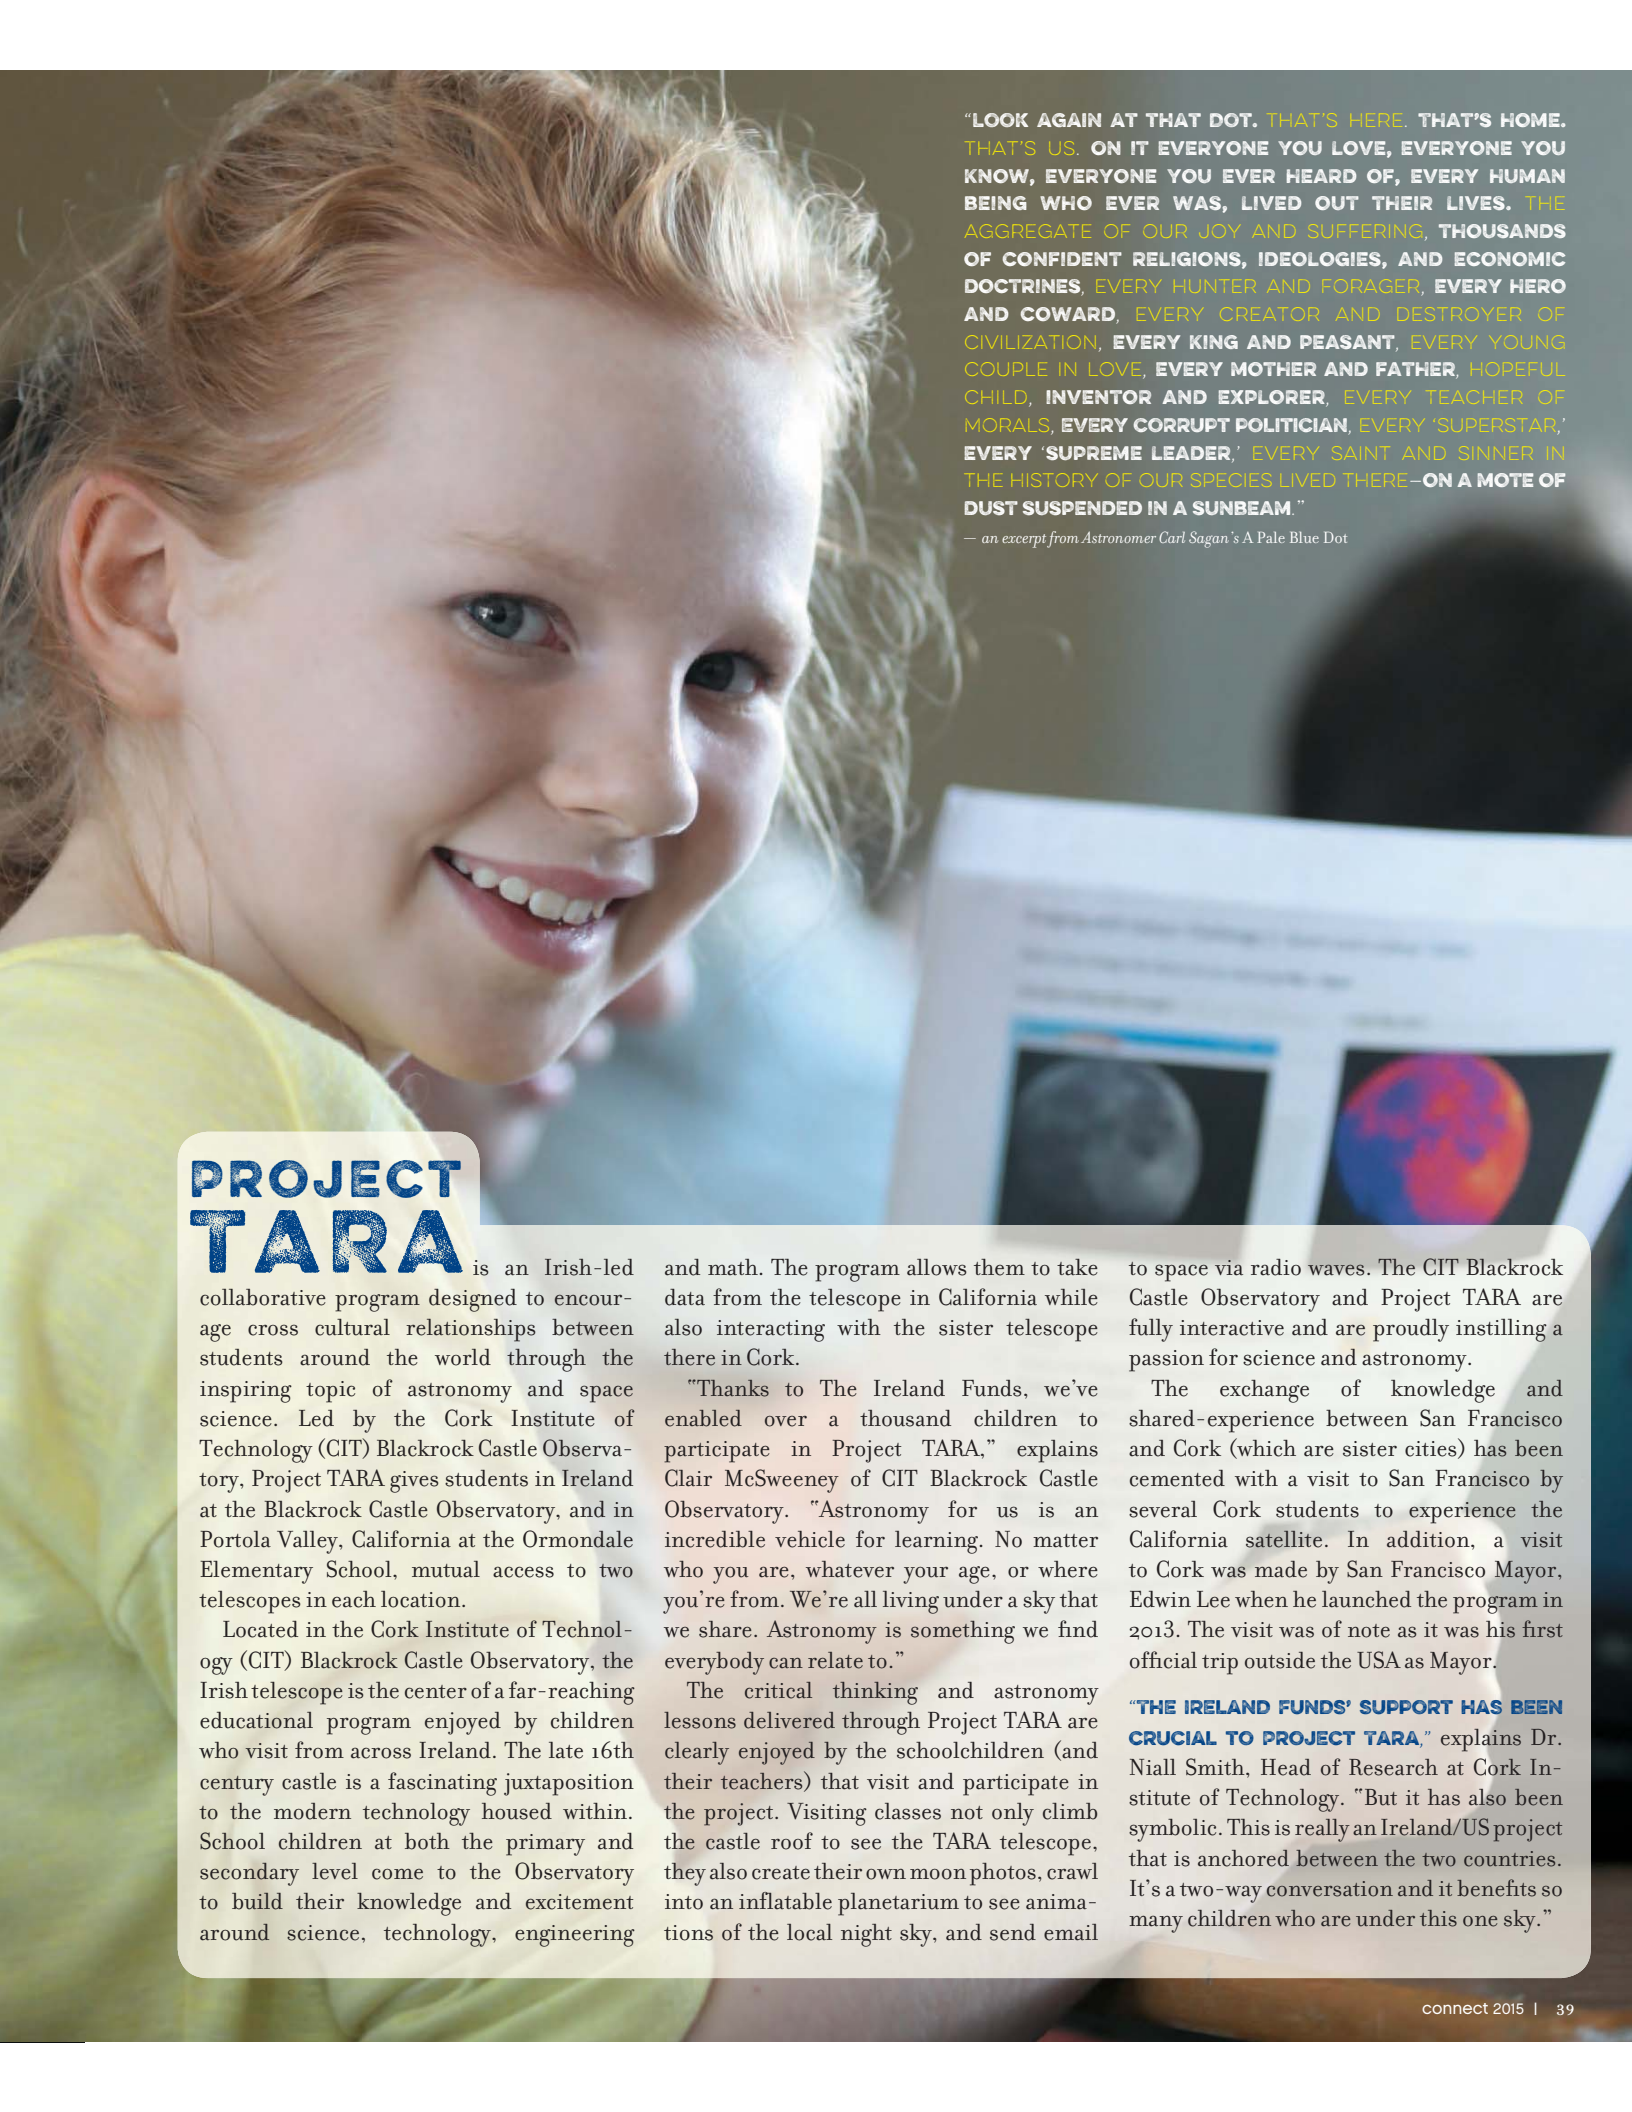 “LOOK AGAIN AT THAT DOT. THAT’S HERE. THAT’S HOME.
THAT’S US. ON IT EVERYONE YOU LOVE, EVERYONE YOU
KNOW, EVERYONE YOU EVER HEARD OF, EVERY HUMAN
BEING WHO EVER WAS, LIVED OUT THEIR LIVES. THE
AGGREGATE OF OUR JOY AND SUFFERING, THOUSANDS
OF CONFIDENT RELIGIONS, IDEOLOGIES, AND ECONOMIC
DOCTRINES, EVERY HUNTER AND FORAGER, EVERY HERO
AND COWARD, EVERY CREATOR AND DESTROYER OF
CIVILIZATION, EVERY KING AND PEASANT, EVERY YOUNG
COUPLE IN LOVE, EVERY MOTHER AND FATHER, HOPEFUL
CHILD, INVENTOR AND EXPLORER, EVERY TEACHER OF
MORALS, EVERY CORRUPT POLITICIAN, EVERY ‘SUPERSTAR,’
EVERY ‘SUPREME LEADER,’ EVERY SAINT AND SINNER IN
THE HISTORY OF OUR SPECIES LIVED THERE–ON A MOTE OF
DUST SUSPENDED IN A SUNBEAM.”
— an excerpt from Astronomer Carl Sagan’s A Pale Blue Dot
PROJECT
TARA is an Irish-led
collaborative program designed to encour-
age cross cultural relationships between
students around the world through the
inspiring topic of astronomy and space
science. Led by the Cork Institute of
Technology (CIT) Blackrock Castle Observa-
tory, Project TARA gives students in Ireland
at the Blackrock Castle Observatory, and in
Portola Valley, California at the Ormondale
Elementary School, mutual access to two
telescopes in each location.
Located in the Cork Institute of Technol-
ogy (CIT) Blackrock Castle Observatory, the
Irish telescope is the center of a far-reaching
educational program enjoyed by children
who visit from across Ireland. The late 16th
century castle is a fascinating juxtaposition
to the modern technology housed within.
School children at both the primary and
secondary level come to the Observatory
to build their knowledge and excitement
around science, technology, engineering
and math. The program allows them to take
data from the telescope in California while
also interacting with the sister telescope
there in Cork.
"Thanks to The Ireland Funds, we’ve
enabled over a thousand children to
participate in Project TARA,” explains
Clair McSweeney of CIT Blackrock Castle
Observatory. "Astronomy for us is an
incredible vehicle for learning. No matter
who you are, whatever your age, or where
you’re from. We’re all living under a sky that
we share. Astronomy is something we find
everybody can relate to.”
The critical thinking and astronomy
lessons delivered through Project TARA are
clearly enjoyed by the schoolchildren (and
their teachers) that visit and participate in
the project. Visiting classes not only climb
the castle roof to see the TARA telescope,
they also create their own moon photos, crawl
into an inflatable planetarium to see anima-
tions of the local night sky, and send email
to space via radio waves. The CIT Blackrock
Castle Observatory and Project TARA are
fully interactive and are proudly instilling a
passion for science and astronomy.
The exchange of knowledge and
shared-experience between San Francisco
and Cork (which are sister cities) has been
cemented with a visit to San Francisco by
several Cork students to experience the
California satellite. In addition, a visit
to Cork was made by San Francisco Mayor,
Edwin Lee when he launched the program in
2013. The visit was of note as it was his first
official trip outside the USA as Mayor.
“THE IRELAND FUNDS’ SUPPORT HAS BEEN
CRUCIAL TO PROJECT TARA,” explains Dr.
Niall Smith, Head of Research at Cork In-
stitute of Technology. "But it has also been
symbolic. This is really an Ireland/US project
that is anchored between the two countries.
It’s a two-way conversation and it benefits so
many children who are under this one sky.”
connect 2015 | 39